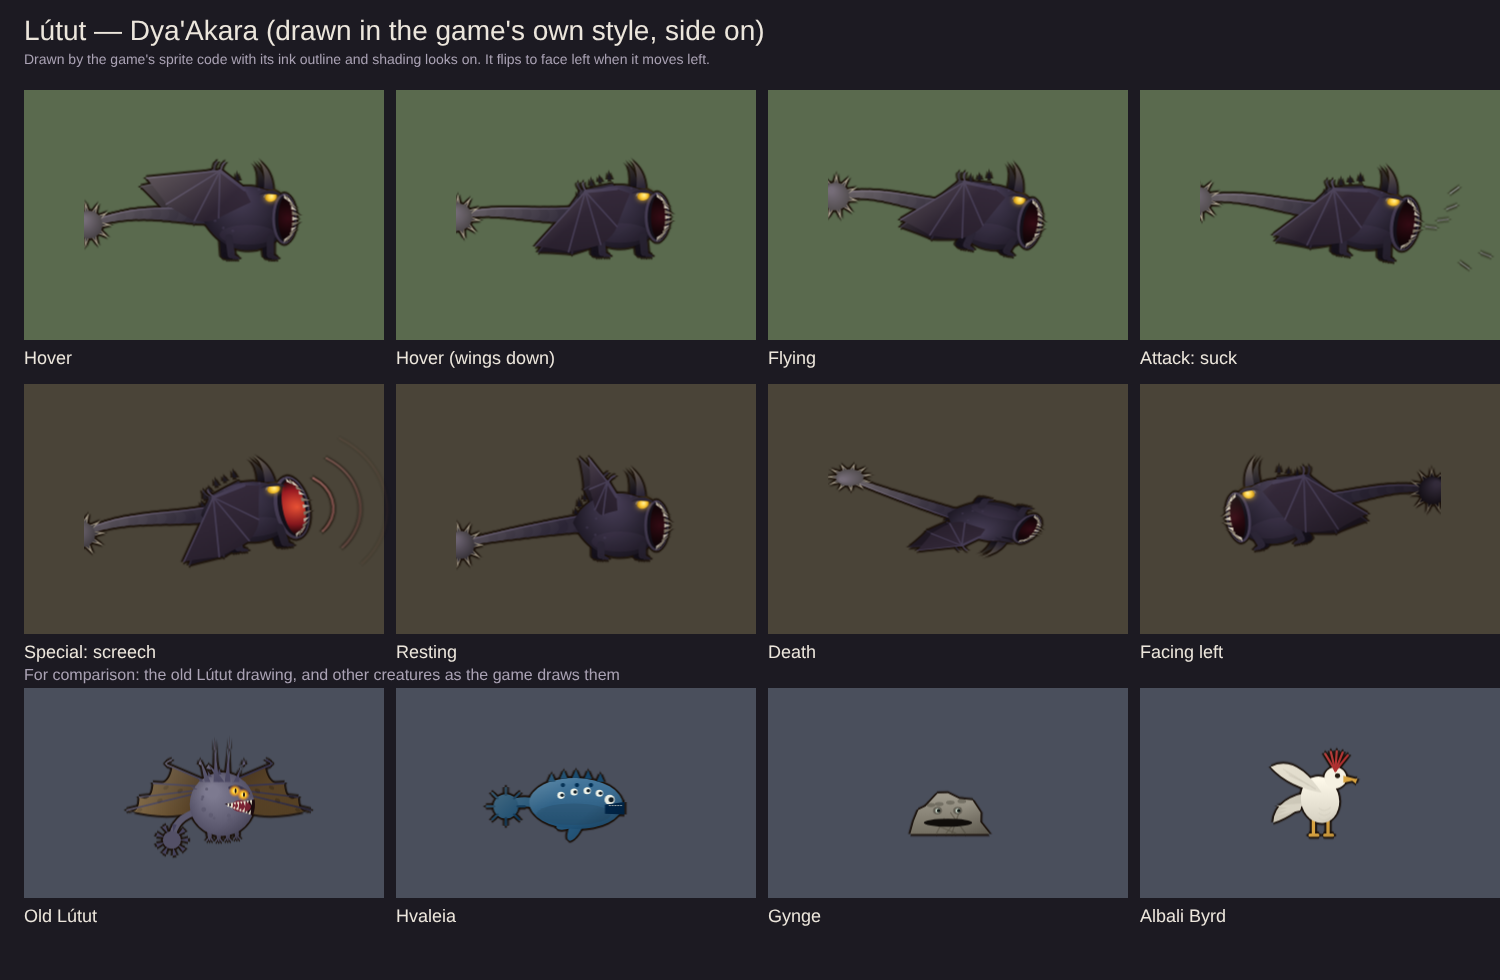 Lútut — Dya'Akara (drawn in the game's own style, side on)
Drawn by the game's sprite code with its ink outline and shading looks on. It flips to face left when it moves left.
Hover
Hover (wings down)
Flying
Attack: suck
Special: screech
Resting
Death
Facing left
For comparison: the old Lútut drawing, and other creatures as the game draws them
Old Lútut
Hvaleia
Gynge
Albali Byrd